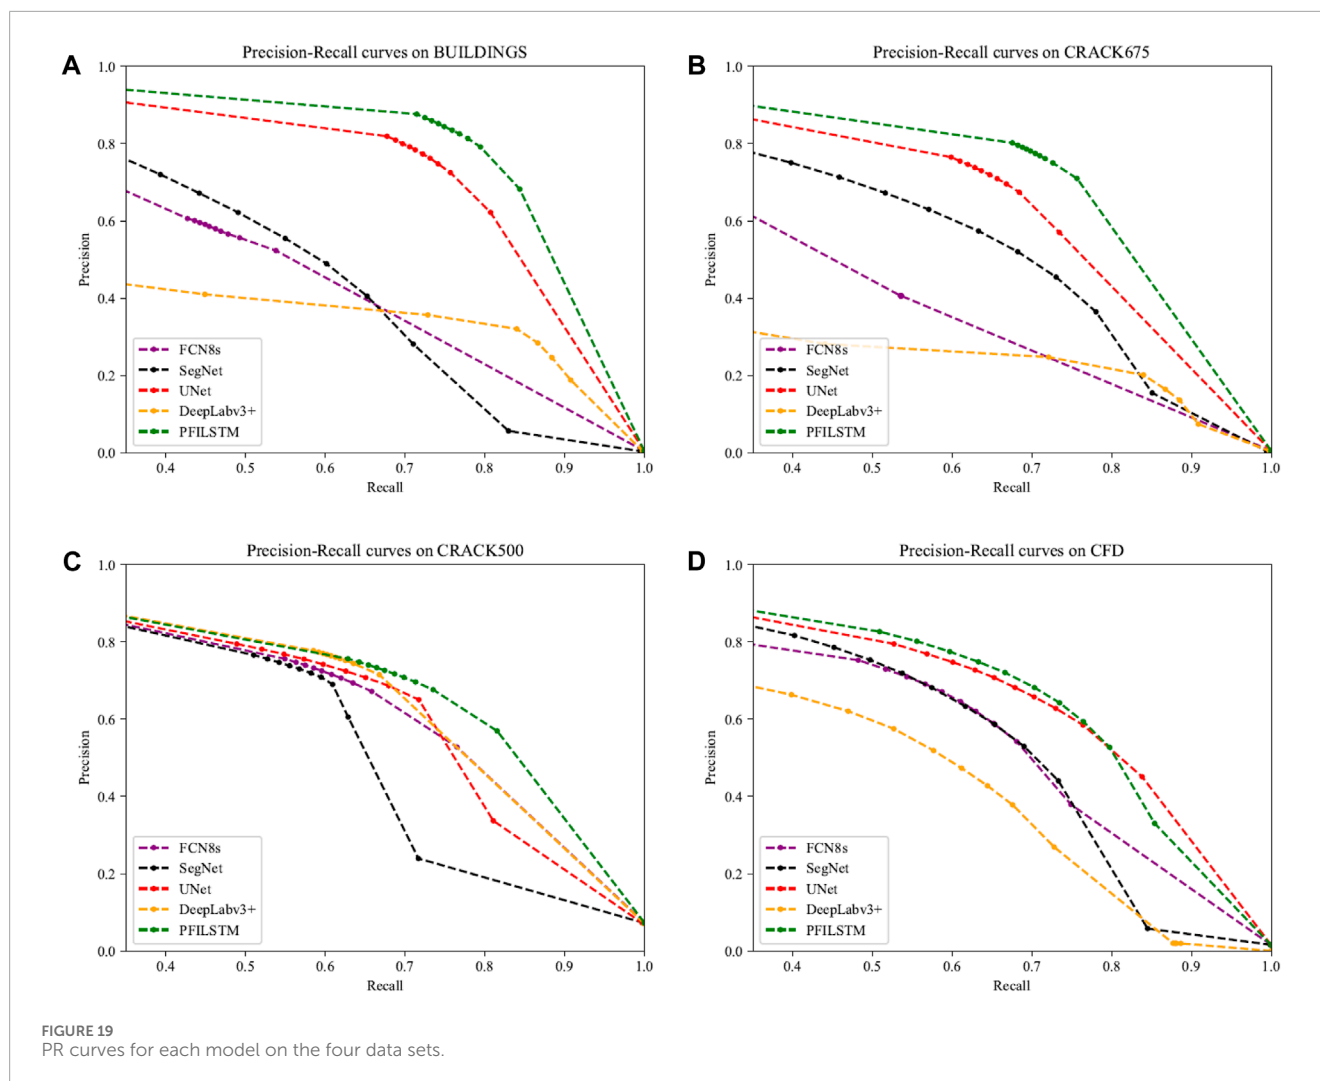 A
Precision-Recall curves on BUILDINGS
1.0
0.8
0.6
0.4
0.2
0.0
Precision
FCN8s
SegNet
UNet
DeepLabv3+
PFILSTM
0.4 0.5 0.6 0.7 0.8 0.9 1.0
Recall
B
Precision-Recall curves on CRACK675
1.0
0.8
0.6
0.4
0.2
0.0
Precision
FCN8s
SegNet
UNet
DeepLabv3+
PFILSTM
0.4 0.5 0.6 0.7 0.8 0.9 1.0
Recall
C
Precision-Recall curves on CRACK500
1.0
0.8
0.6
0.4
0.2
0.0
Precision
FCN8s
SegNet
UNet
DeepLabv3+
PFILSTM
0.4 0.5 0.6 0.7 0.8 0.9 1.0
Recall
D
Precision-Recall curves on CFD
1.0
0.8
0.6
0.4
0.2
0.0
Precision
FCN8s
SegNet
UNet
DeepLabv3+
PFILSTM
0.4 0.5 0.6 0.7 0.8 0.9 1.0
Recall
FIGURE 19
PR curves for each model on the four data sets.